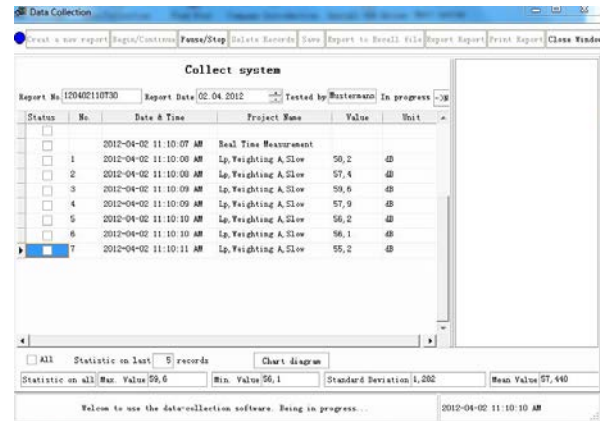 Data Collection
Creat a new report Begin/Continue Pause/Stop Delete Records Save Export to Excell file Export Report Print Report Close Window
Collect system
Report No. 120402110730 Report Date 02.04.2012 Tested by Mustermann In progress ->N
Status No. Date & Time Project Name Value Unit
2012-04-02 11:10:07 AM Real Time Measurement
1 2012-04-02 11:10:08 AM Lp,Weighting A,Slow 58,2 dB
2 2012-04-02 11:10:08 AM Lp,Weighting A,Slow 57,4 dB
3 2012-04-02 11:10:09 AM Lp,Weighting A,Slow 59,6 dB
4 2012-04-02 11:10:09 AM Lp,Weighting A,Slow 57,9 dB
5 2012-04-02 11:10:10 AM Lp,Weighting A,Slow 56,2 dB
6 2012-04-02 11:10:10 AM Lp,Weighting A,Slow 56,1 dB
7 2012-04-02 11:10:11 AM Lp,Weighting A,Slow 55,2 dB
All Statistic on last 5 records Chart diagram
Statistic on all Max. Value 59,6 Min. Value 56,1 Standard Deviation 1,202 Mean Value 57,440
Welcom to use the data-collection software. Being in progress... 2012-04-02 11:10:10 AM